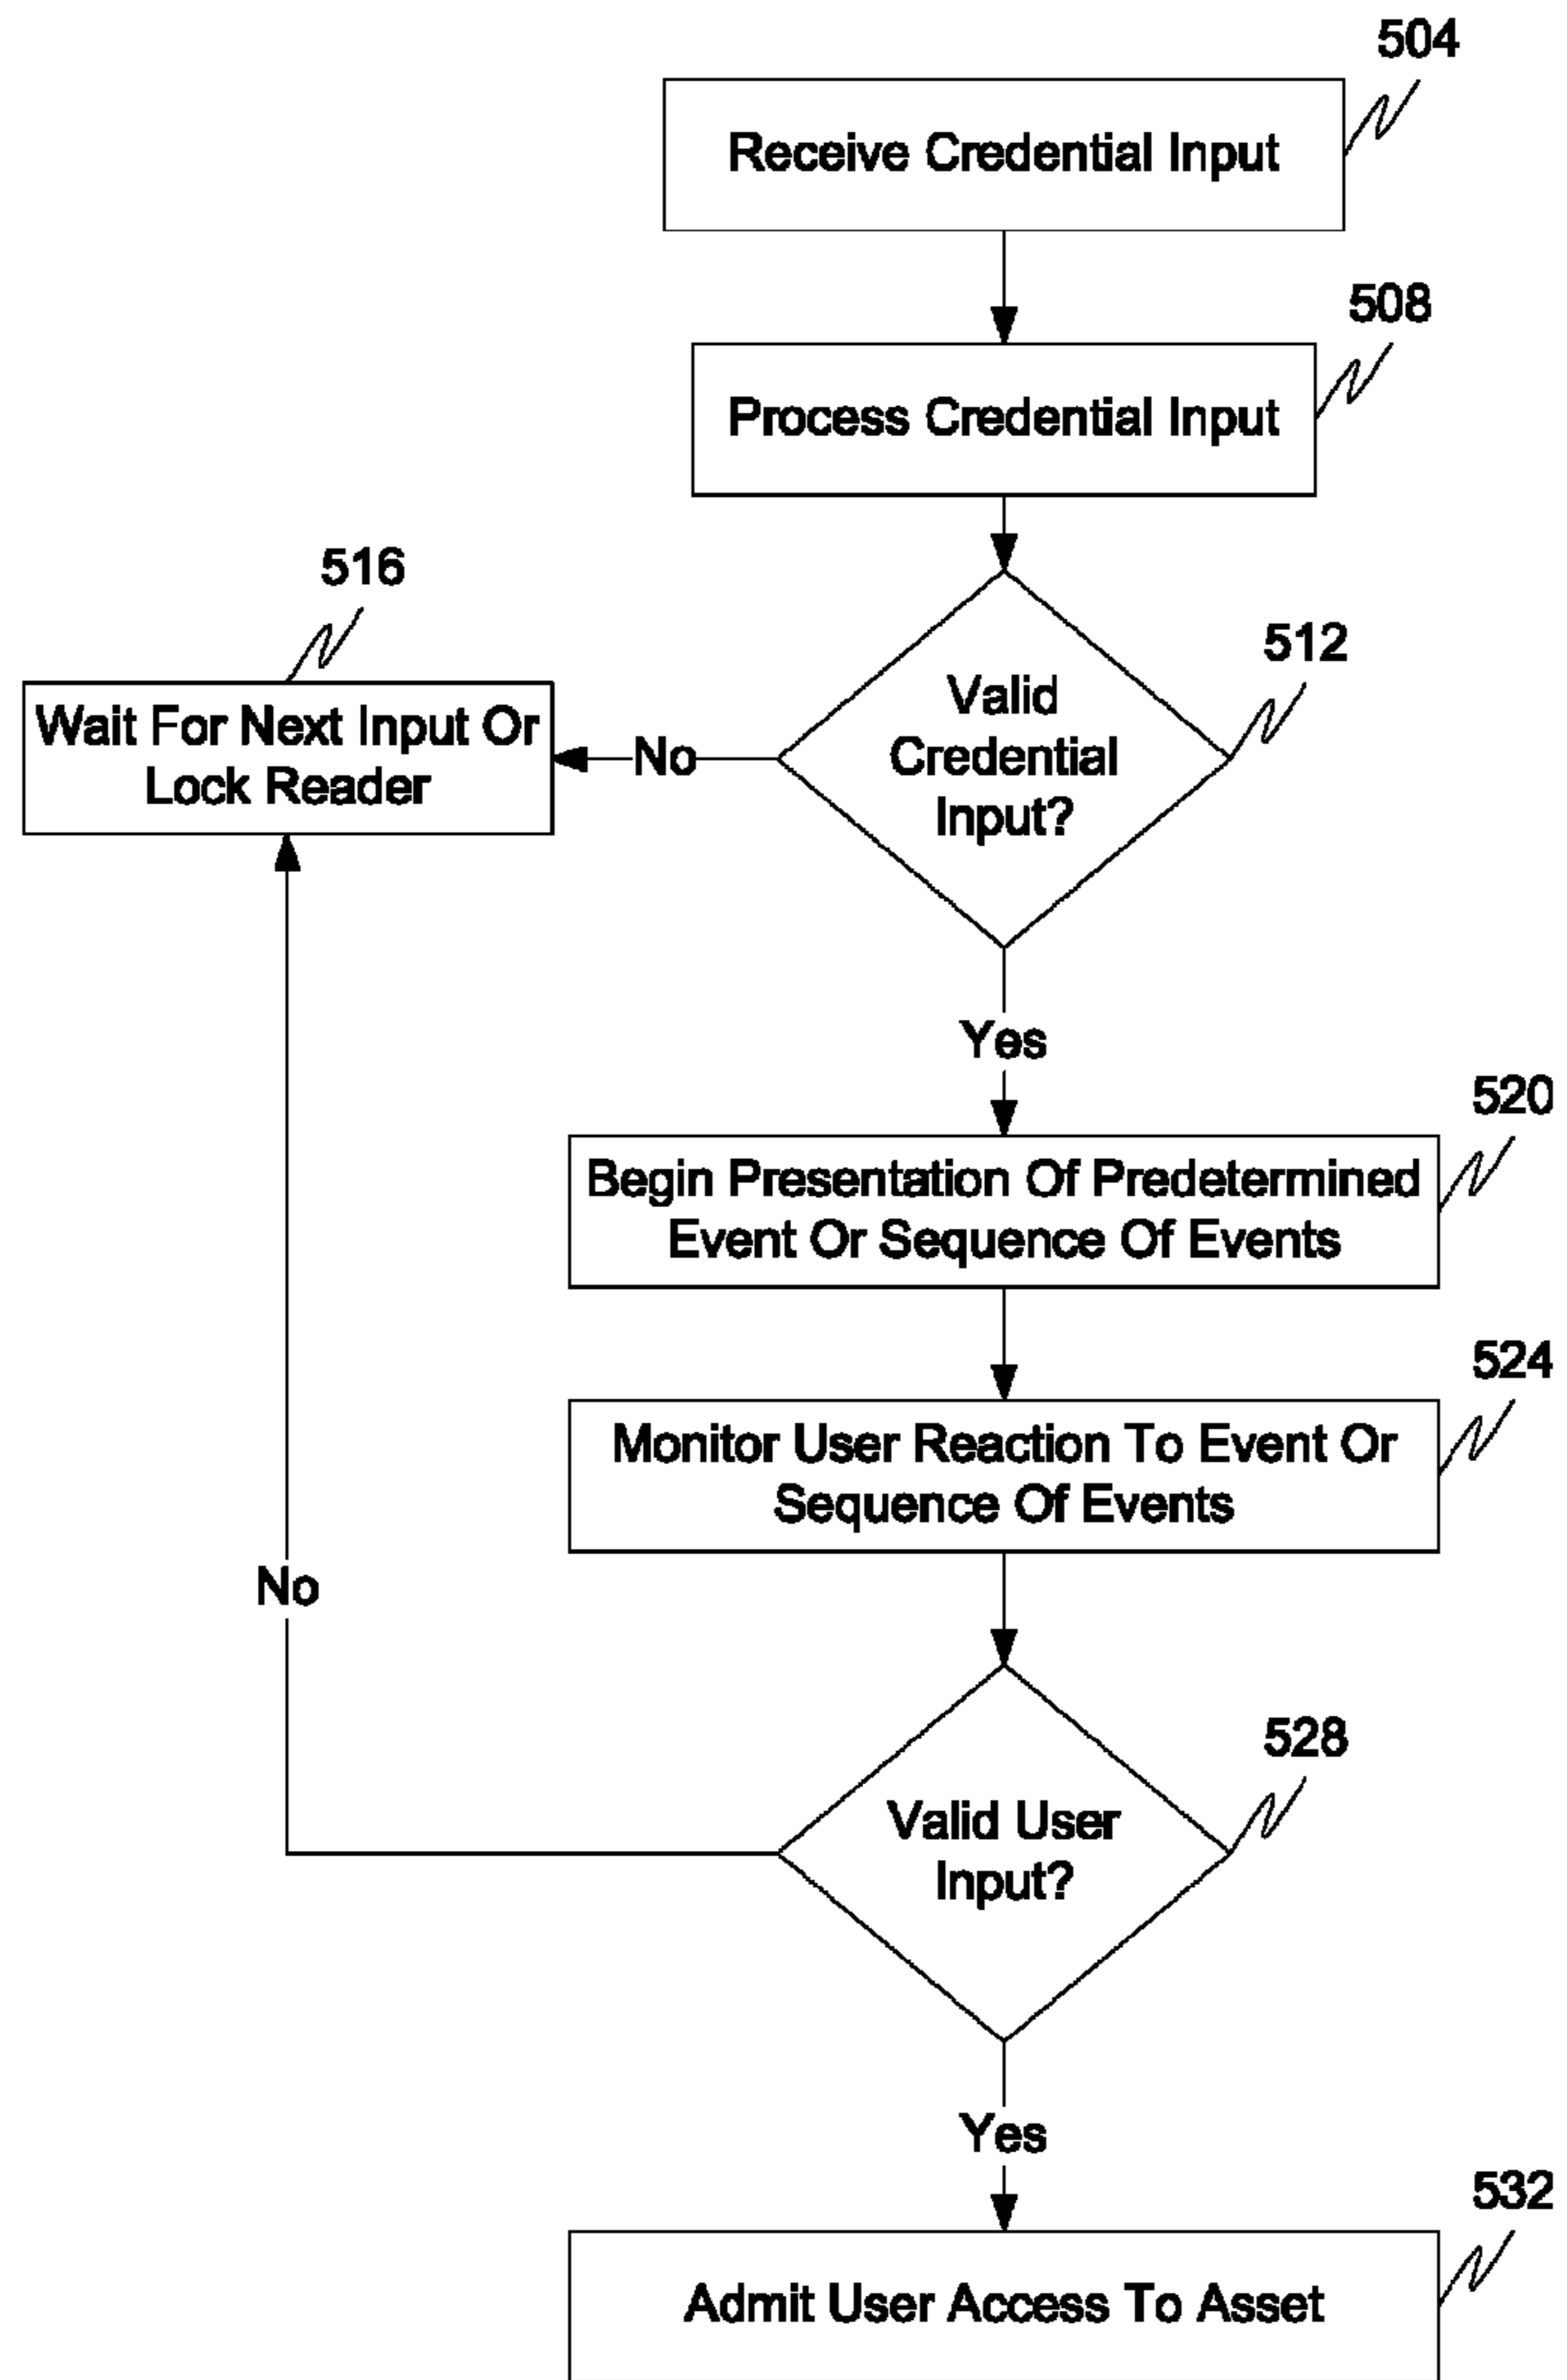 504
Receive Credential Input
508
Process Credential Input
516
Wait For Next Input Or
Lock Reader
No
512
Valid
Credential
Input?
Yes
520
Begin Presentation Of Predetermined
Event Or Sequence Of Events
524
Monitor User Reaction To Event Or
Sequence Of Events
No
528
Valid User
Input?
Yes
532
Admit User Access To Asset